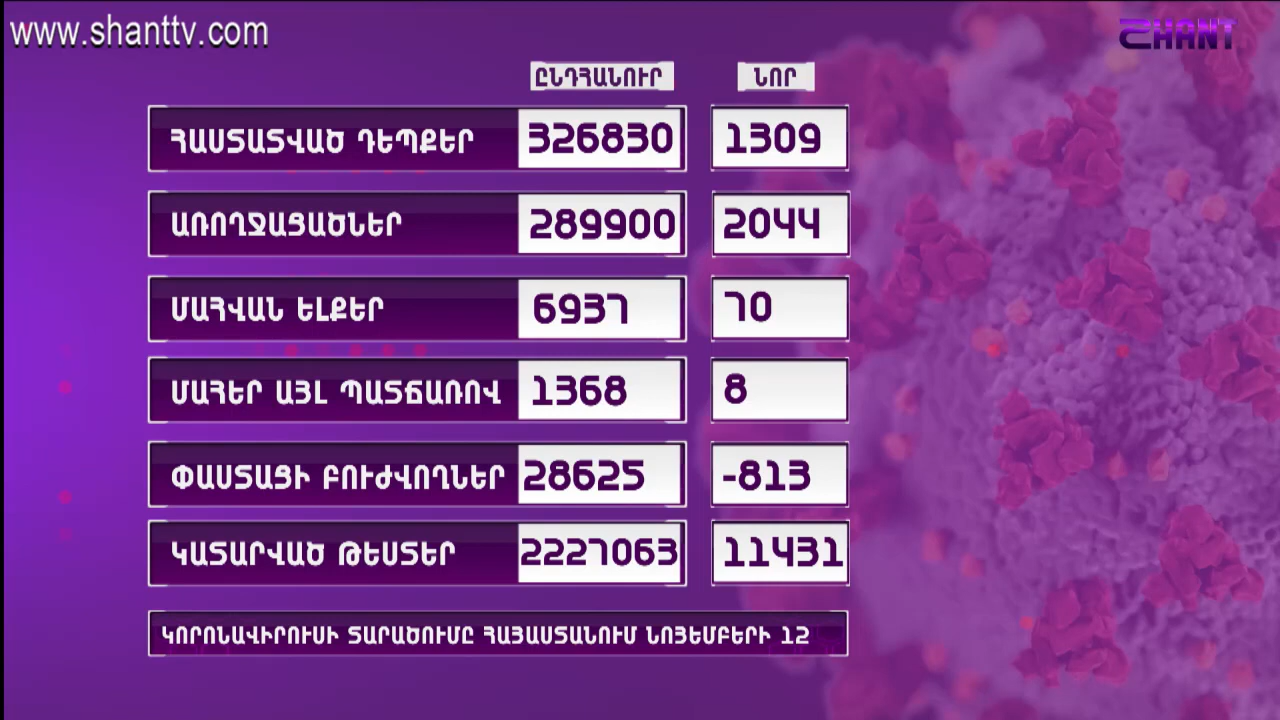 www.shanttv.com
SHANT
ԸՆԴՀԱՆՈՒՐ ՆՈՐ
ՀԱՍՏԱՏՎԱԾ ԴԵՊՔԵՐ 326830 1309
ԱՌՈՂՋԱՑԱԾՆԵՐ 289900 2044
ՄԱՀՎԱՆ ԵԼՔԵՐ 6937 70
ՄԱՀԵՐ ԱՅԼ ՊԱՏՃԱՌՈՎ 1368 8
ՓԱՍՏԱՑԻ ԲՈՒԺՎՈՂՆԵՐ 28625 -813
ԿԱՏԱՐՎԱԾ ԹԵՍՏԵՐ 2227063 11431
ԿՈՐՈՆԱՎԻՐՈՒՍԻ ՏԱՐԱԾՈՒՄԸ ՀԱՅԱՍՏԱՆՈՒՄ ՆՈՅԵՄԲԵՐԻ 12